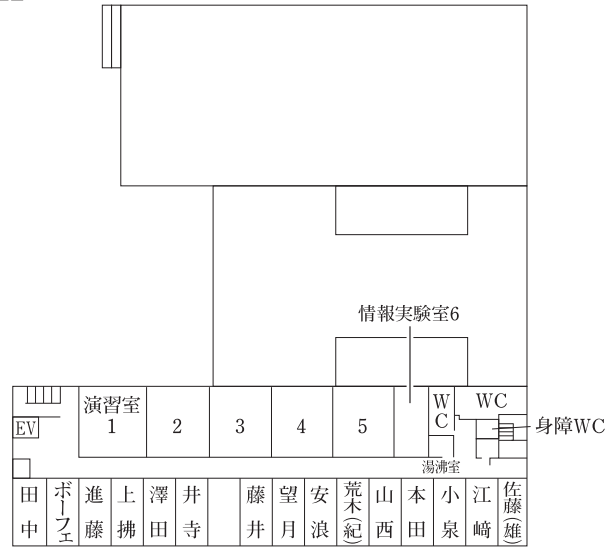 情報実験室6
演習室
1
2
3
4
5
WC
WC
身障WC
EV
湯沸室
田中
ボーフェ
進藤
上拂
澤田
井寺
藤井
望月
安浪
荒木(紀)
山西
本田
小泉
江﨑
佐藤(雄)